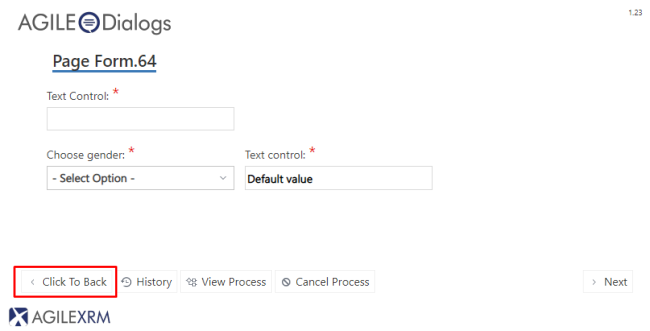 AGILE Dialogs
1.23
Page Form.64
Text Control: *
Choose gender: * Text control: *
- Select Option - Default value
Click To Back History View Process Cancel Process Next
AGILEXRM